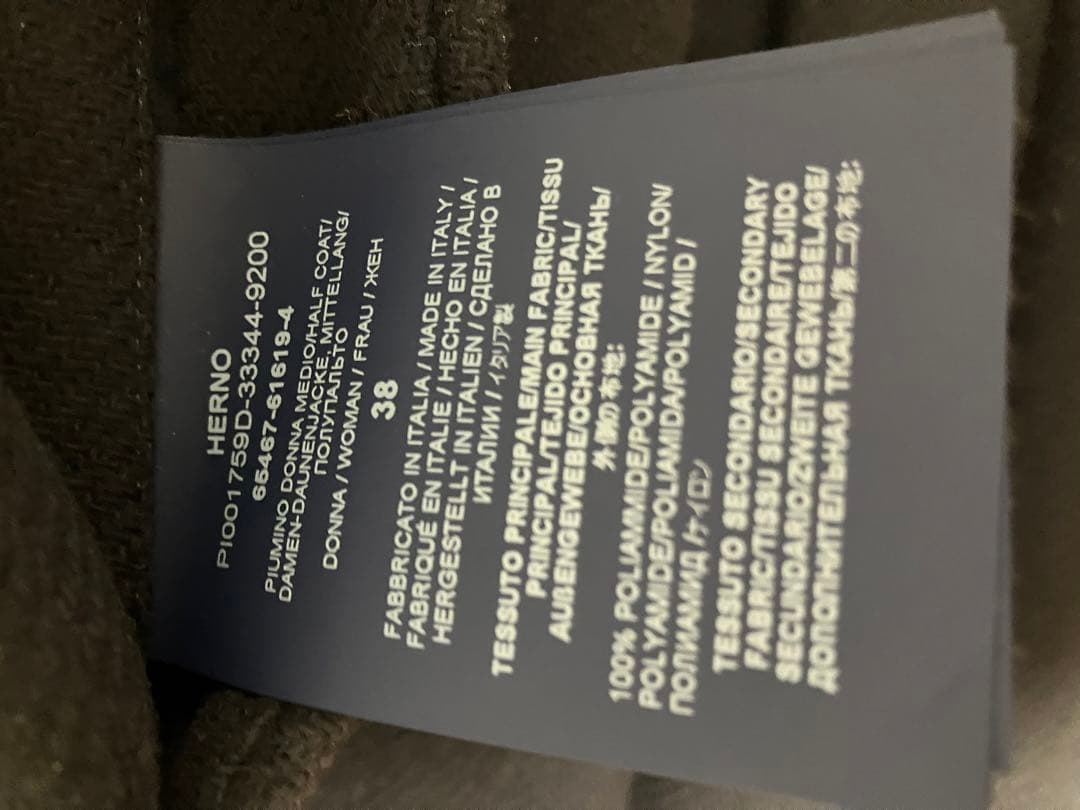 HERNO
PI001759D-33344-9200
65467-61619-4
PIUMINO DONNA MEDIO/HALF COAT/
DAMEN-DAUNENJACKE, MITTELLANG/
ПОЛУПАЛЬТО
DONNA / WOMAN / FRAU / ЖЕН
38
FABBRICATO IN ITALIA / MADE IN ITALY /
FABRIQUÉ EN ITALIE / HECHO EN ITALIA /
HERGESTELLT IN ITALIEN / СДЕЛАНО В
ИТАЛИИ / イタリア製
TESSUTO PRINCIPALE/MAIN FABRIC/TISSU
PRINCIPAL/TEJIDO PRINCIPAL/
AUßENGEWEBE/ОСНОВНАЯ ТКАНЬ/
外側の布地:
100% POLIAMMIDE/POLYAMIDE / NYLON/
POLYAMIDE/POLIAMIDA/POLYAMID /
ПОЛИАМИД /ナイロン
TESSUTO SECONDARIO/SECONDARY
FABRIC/TISSU SECONDAIRE/TEJIDO
SECUNDARIO/ZWEITE GEWEBELAGE/
ДОПОЛНИТЕЛЬНАЯ ТКАНЬ/第二の布地: